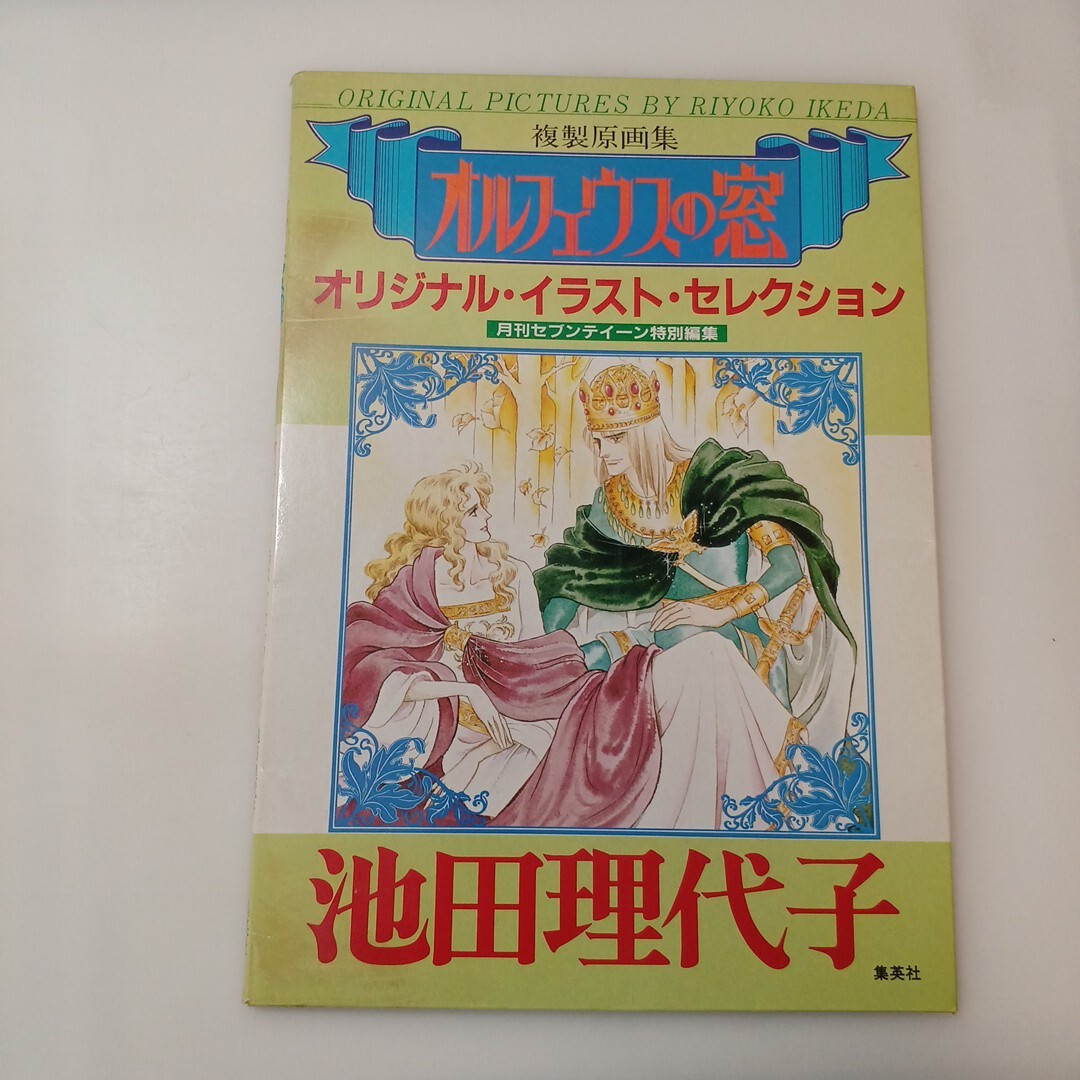 ORIGINAL PICTURES BY RIYOKO IKEDA
複製原画集
オルフェウスの窓
オリジナル・イラスト・セレクション
月刊セブンテイーン特別編集
池田理代子
集英社